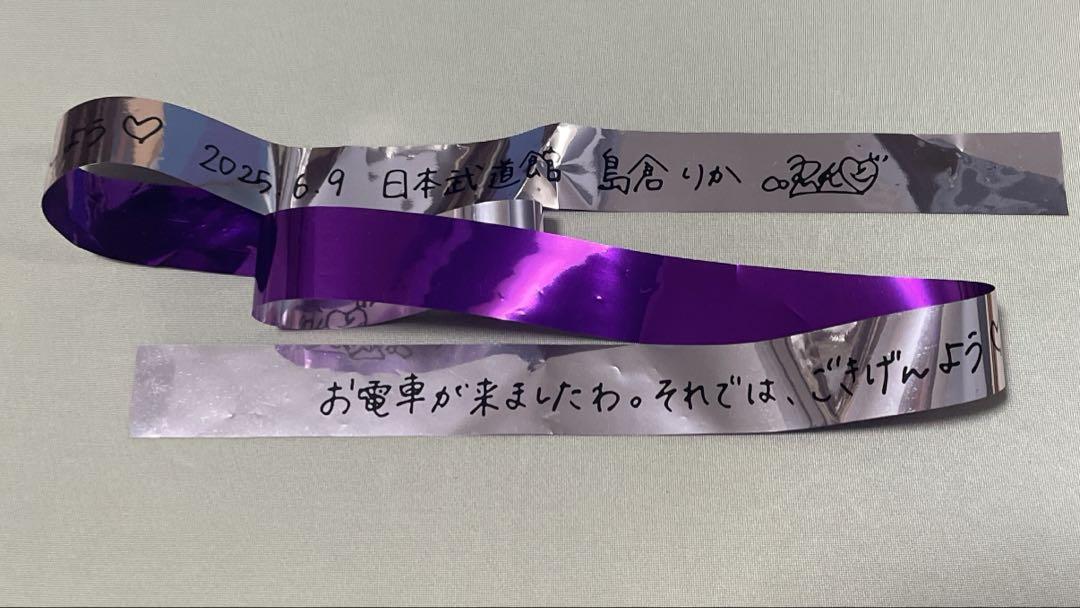 よう♡
2025.6.9 日本武道館 島倉りか
お電車が来ましたわ。それでは、ごきげんよう♡